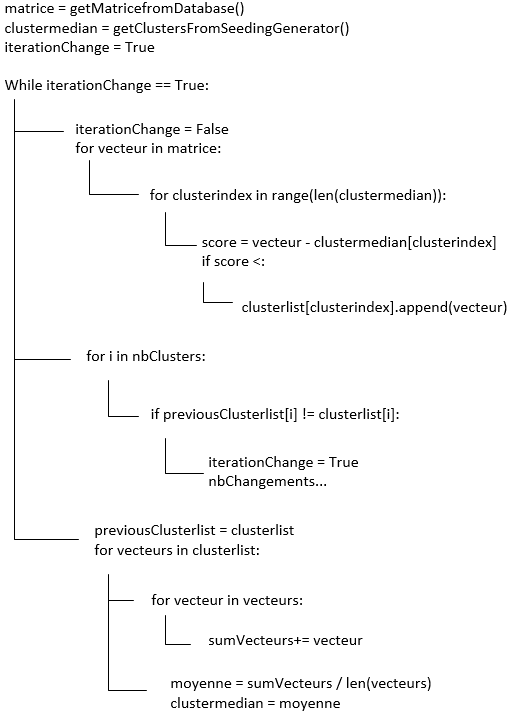 matrice = getMatricefromDatabase()
clustermedian = getClustersFromSeedingGenerator()
iterationChange = True
While iterationChange == True:
iterationChange = False
for vecteur in matrice:
for clusterindex in range(len(clustermedian)):
score = vecteur - clustermedian[clusterindex]
if score <:
clusterlist[clusterindex].append(vecteur)
for i in nbClusters:
if previousClusterlist[i] != clusterlist[i]:
iterationChange = True
nbChangements...
previousClusterlist = clusterlist
for vecteurs in clusterlist:
for vecteur in vecteurs:
sumVecteurs+= vecteur
moyenne = sumVecteurs / len(vecteurs)
clustermedian = moyenne